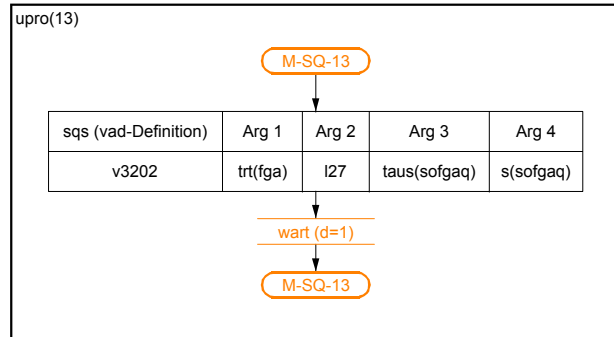 upro(13)
M-SQ-13
sqs (vad-Definition) Arg 1 Arg 2 Arg 3 Arg 4
v3202 trt(fga) l27 taus(sofgaq) s(sofgaq)
wart (d=1)
M-SQ-13